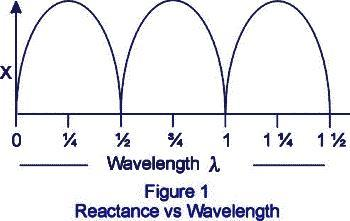 X
0 ¼ ½ ¾ 1 1 ¼ 1 ½
Wavelength λ
Figure 1
Reactance vs Wavelength